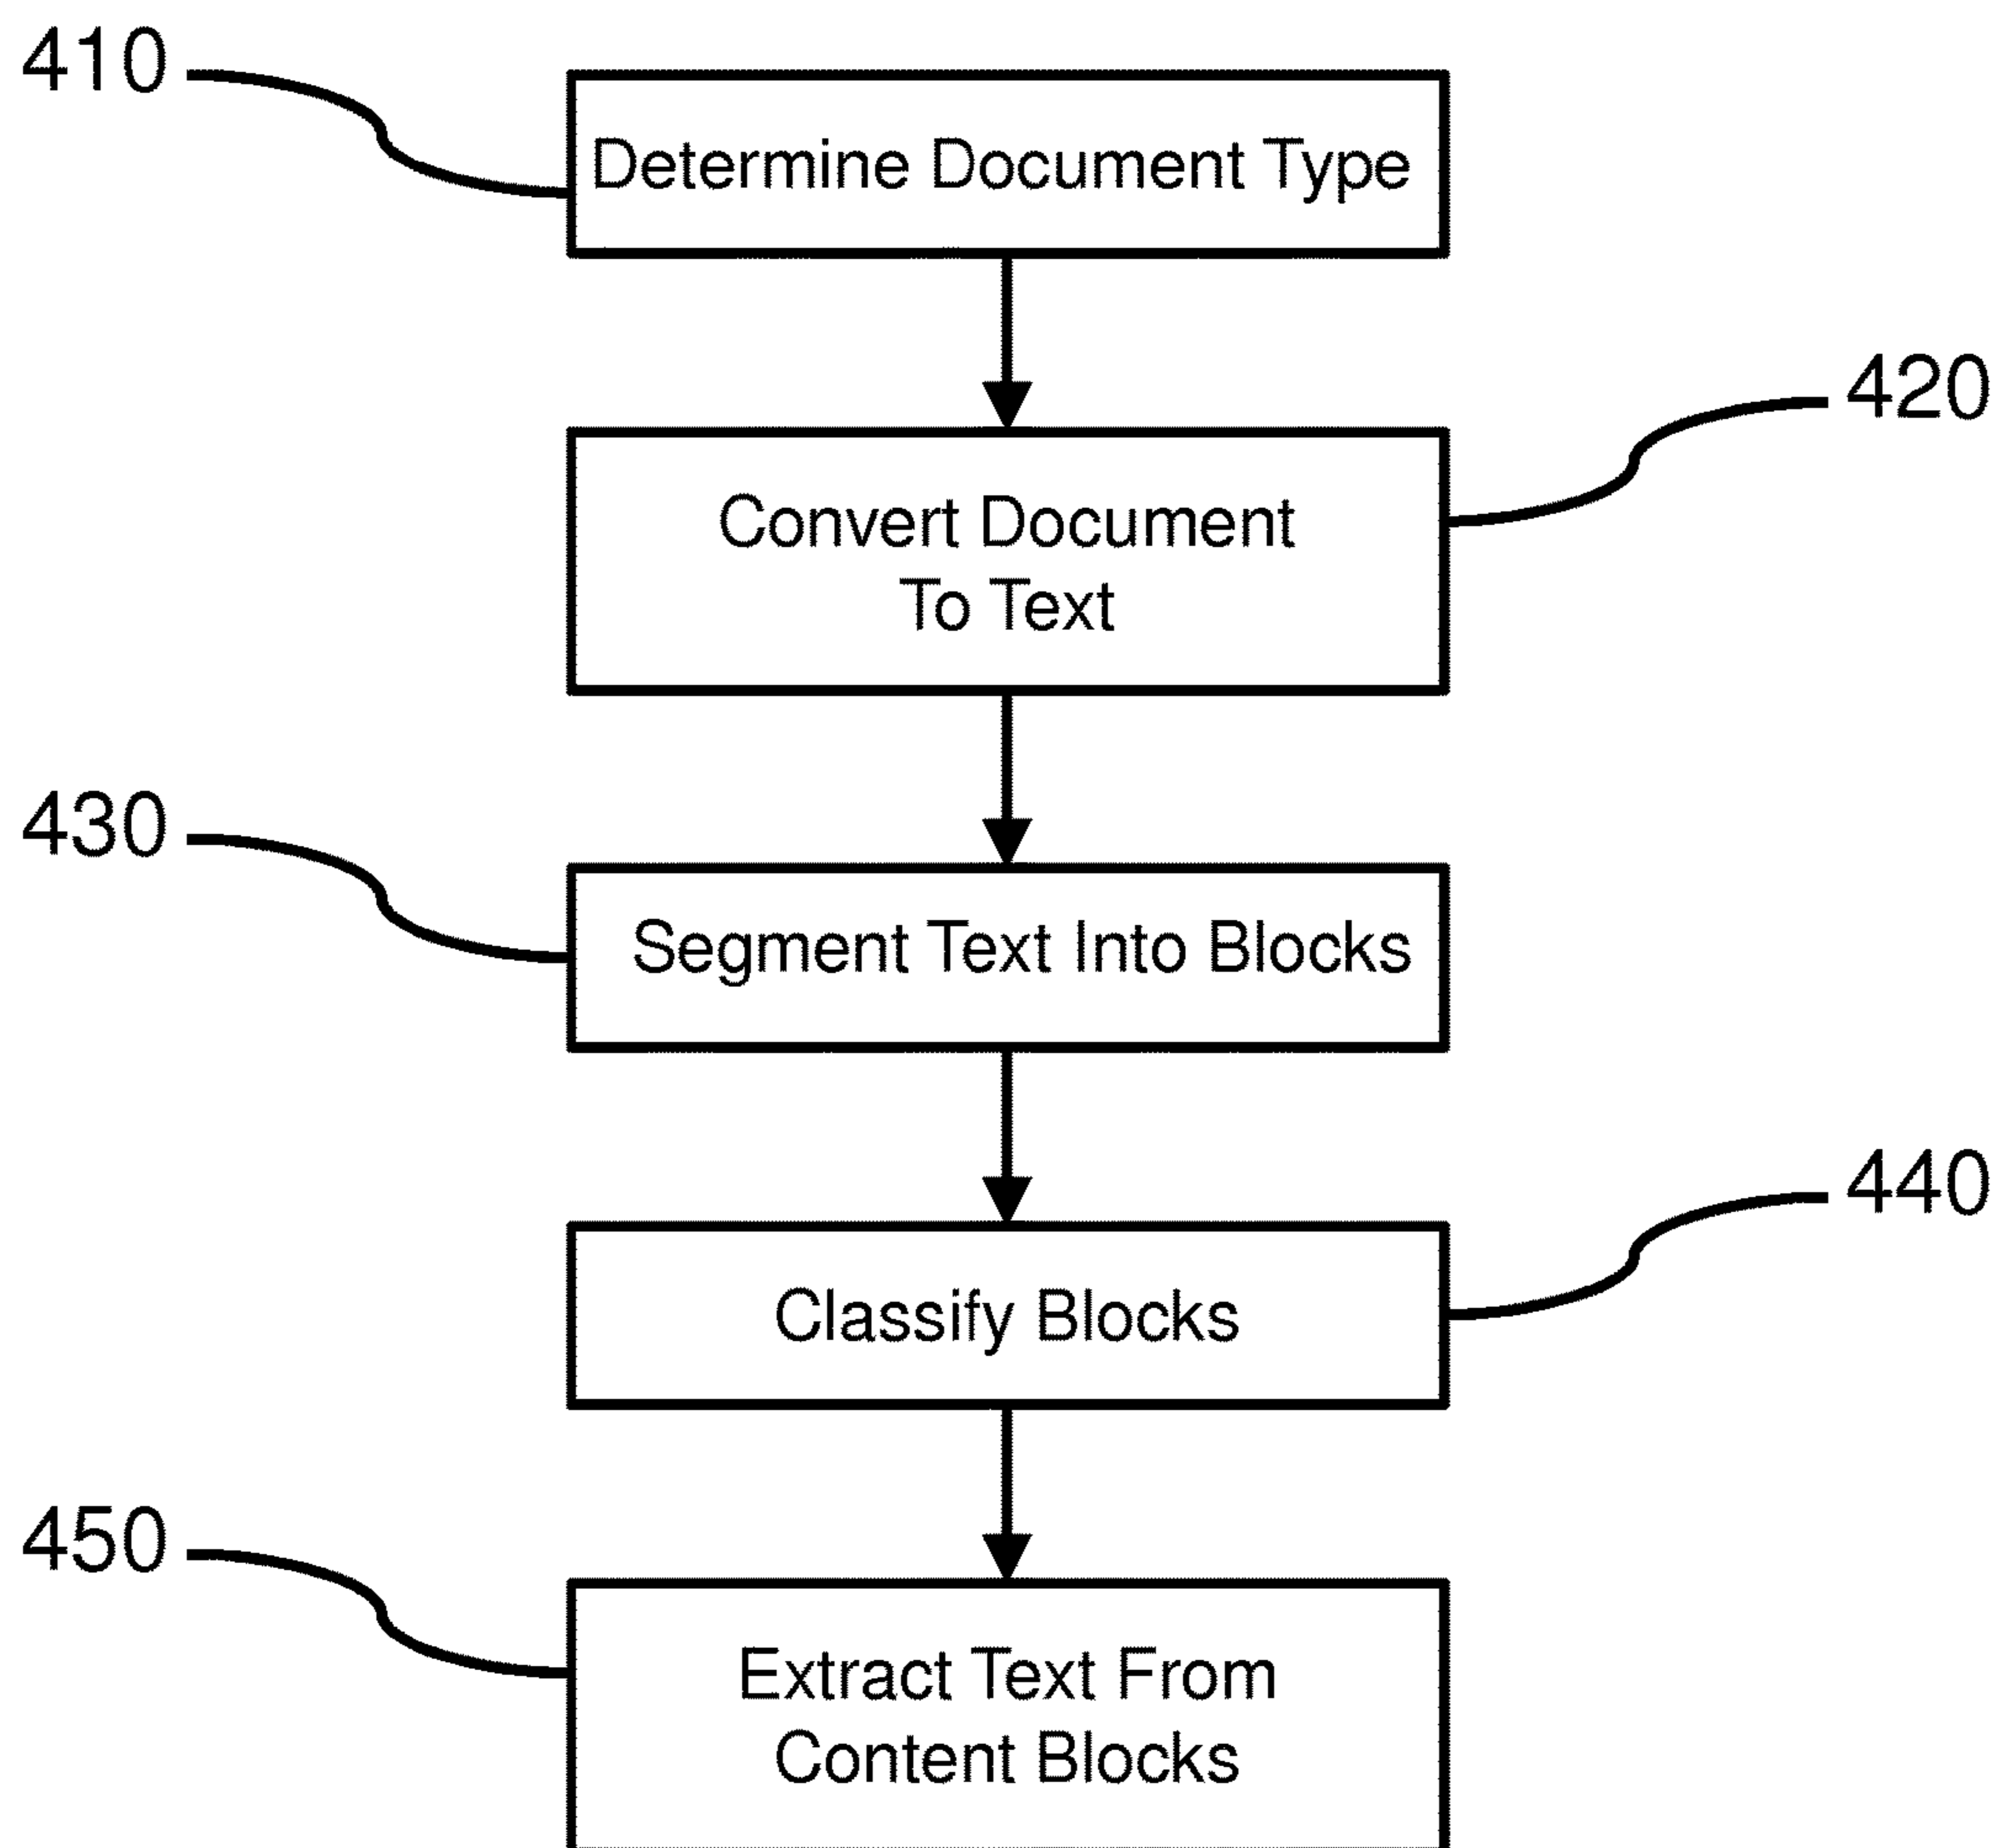 410
Determine Document Type
420
Convert Document
To Text
430
Segment Text Into Blocks
440
Classify Blocks
450
Extract Text From
Content Blocks